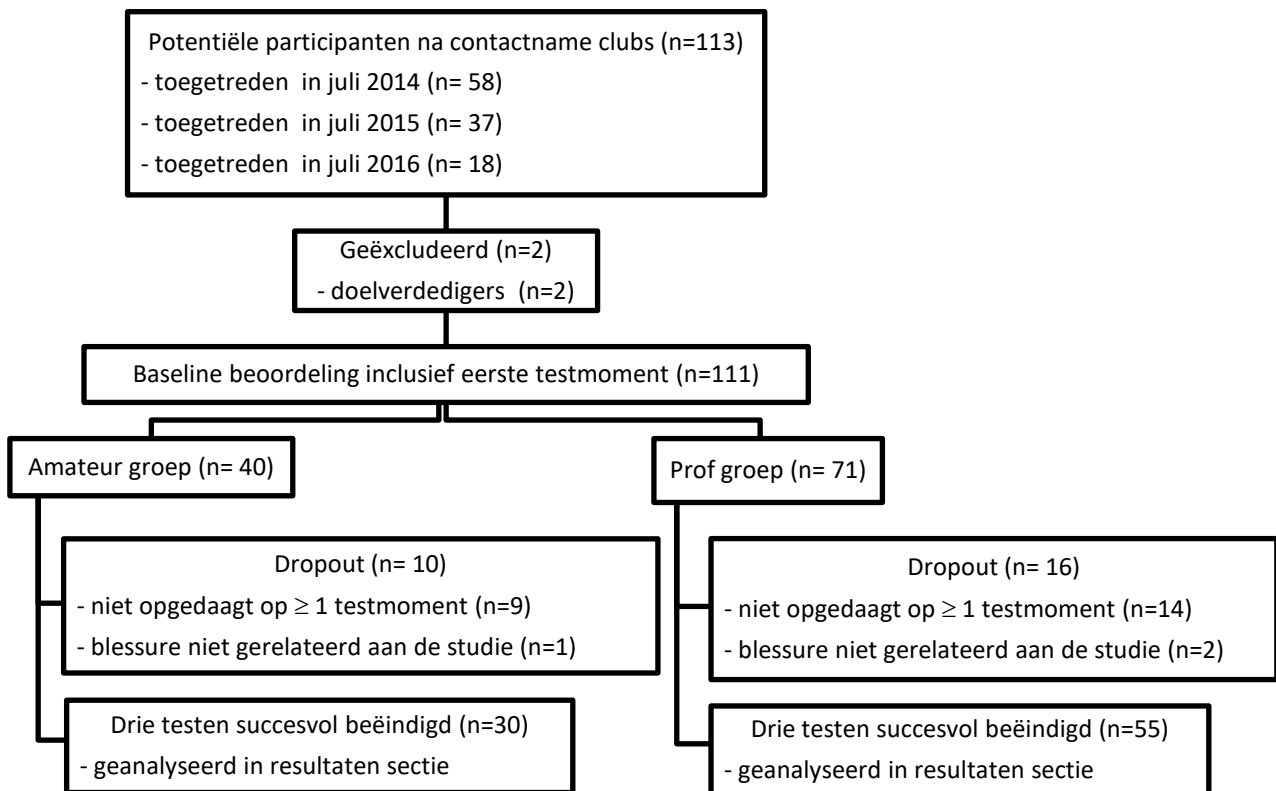 Potentiële participanten na contactname clubs (n=113)
- toegetreden in juli 2014 (n= 58)
- toegetreden in juli 2015 (n= 37)
- toegetreden in juli 2016 (n= 18)
Geëxcludeerd (n=2)
- doelverdedigers (n=2)
Baseline beoordeling inclusief eerste testmoment (n=111)
Amateur groep (n= 40)
Prof groep (n= 71)
Dropout (n= 10)
- niet opgedaagt op ≥ 1 testmoment (n=9)
- blessure niet gerelateerd aan de studie (n=1)
Dropout (n= 16)
- niet opgedaagt op ≥ 1 testmoment (n=14)
- blessure niet gerelateerd aan de studie (n=2)
Drie testen succesvol beëindigd (n=30)
- geanalyseerd in resultaten sectie
Drie testen succesvol beëindigd (n=55)
- geanalyseerd in resultaten sectie